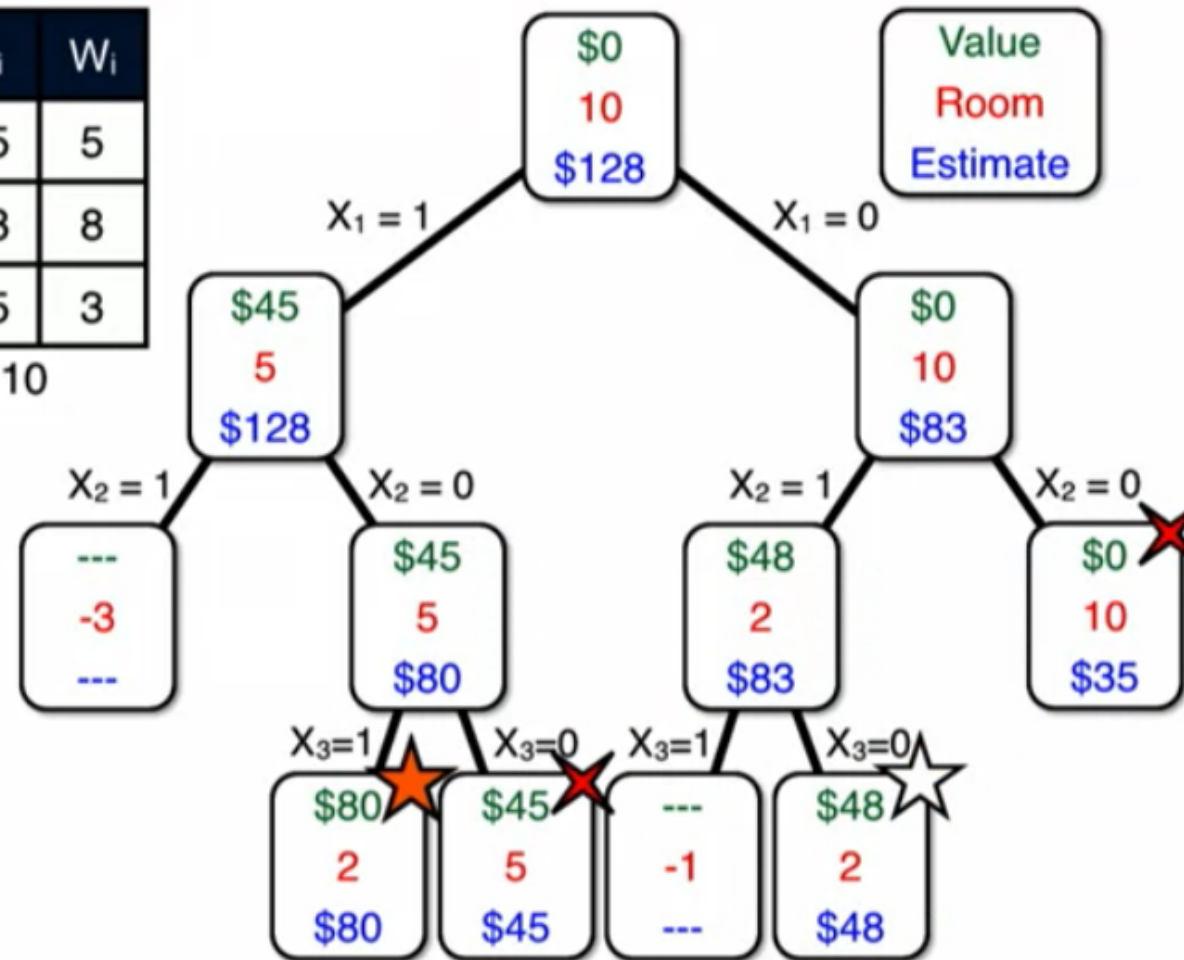 i Wi
5 5
8 8
5 3
10
$0
10
$128
Value
Room
Estimate
X₁ = 1
X₁ = 0
$45
5
$128
$0
10
$83
X₂ = 1
X₂ = 0
X₂ = 1
X₂ = 0
---
-3
---
$45
5
$80
$48
2
$83
$0
10
$35
X₃=1
X₃=0
X₃=1
X₃=0
$80
2
$80
$45
5
$45
---
-1
---
$48
2
$48